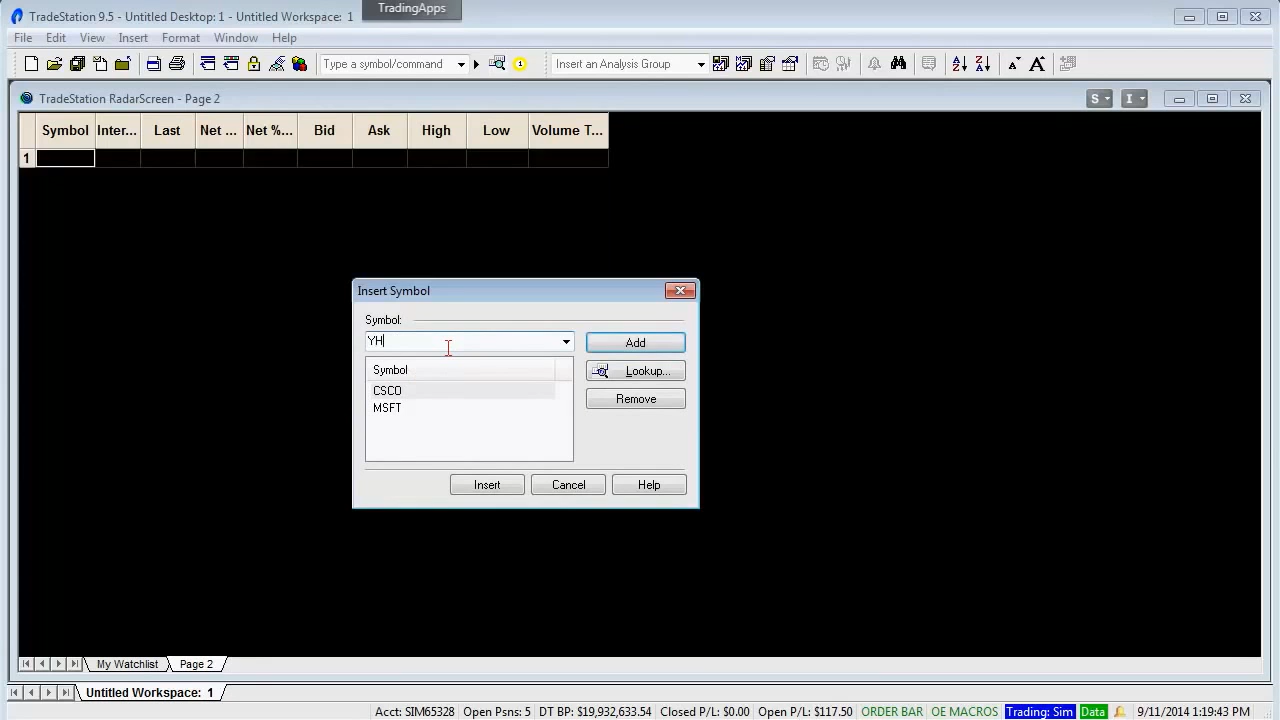 TradeStation 9.5 - Untitled Desktop: 1 - Untitled Workspace: 1
TradingApps
File Edit View Insert Format Window Help
Type a symbol/command
Insert an Analysis Group
TradeStation RadarScreen - Page 2
S I
Symbol Inter... Last Net ... Net %... Bid Ask High Low Volume T...
1
Insert Symbol
Symbol:
YH
Add
Symbol
Lookup...
CSCO
Remove
MSFT
Insert Cancel Help
My Watchlist Page 2
Untitled Workspace: 1
Acct: SIM65328 Open Psns: 5 DT BP: $19,932,633.54 Closed P/L: $0.00 Open P/L: $117.50 ORDER BAR OE MACROS Trading: Sim Data 9/11/2014 1:19:43 PM